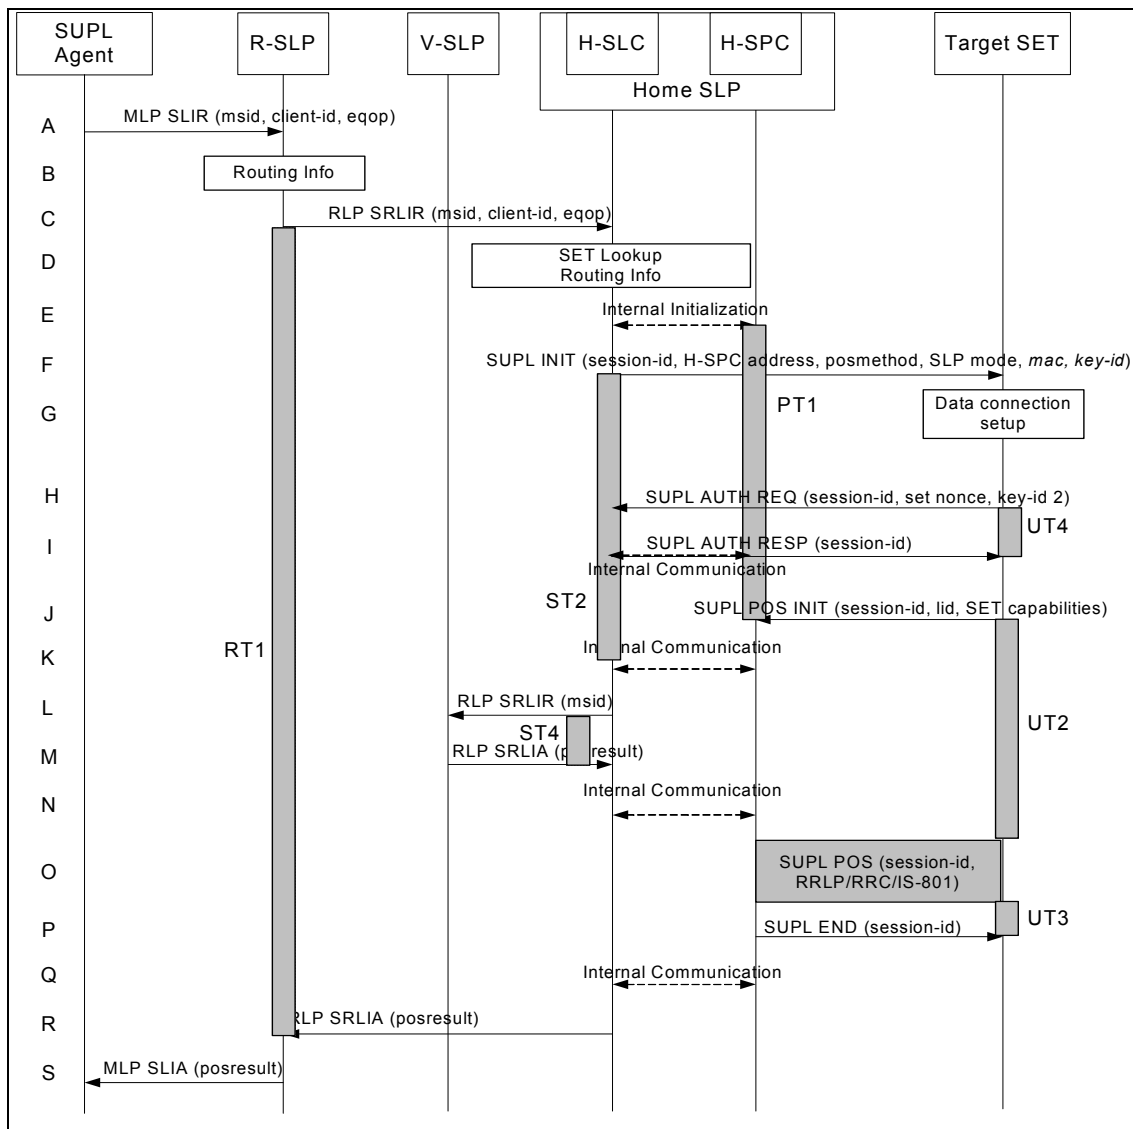 SUPL
Agent
R-SLP
V-SLP
H-SLC
H-SPC
Target SET
Home SLP
A
MLP SLIR (msid, client-id, eqop)
B
Routing Info
C
RLP SRLIR (msid, client-id, eqop)
D
SET Lookup
Routing Info
E
Internal Initialization
F
SUPL INIT (session-id, H-SPC address, posmethod, SLP mode, mac, key-id)
G
PT1
Data connection
setup
H
SUPL AUTH REQ (session-id, set nonce, key-id 2)
UT4
I
SUPL AUTH RESP (session-id)
Internal Communication
ST2
J
SUPL POS INIT (session-id, lid, SET capabilities)
RT1
K
Internal Communication
L
RLP SRLIR (msid)
UT2
ST4
M
RLP SRLIA (posresult)
N
Internal Communication
O
SUPL POS (session-id,
RRLP/RRC/IS-801)
P
SUPL END (session-id)
UT3
Q
Internal Communication
R
RLP SRLIA (posresult)
S
MLP SLIA (posresult)